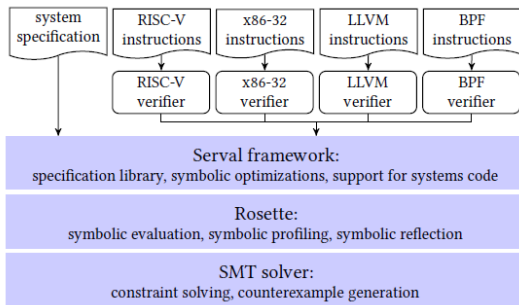 system
specification
RISC-V
instructions
x86-32
instructions
LLVM
instructions
BPF
instructions
RISC-V
verifier
x86-32
verifier
LLVM
verifier
BPF
verifier
Serval framework:
specification library, symbolic optimizations, support for systems code
Rosette:
symbolic evaluation, symbolic profiling, symbolic reflection
SMT solver:
constraint solving, counterexample generation